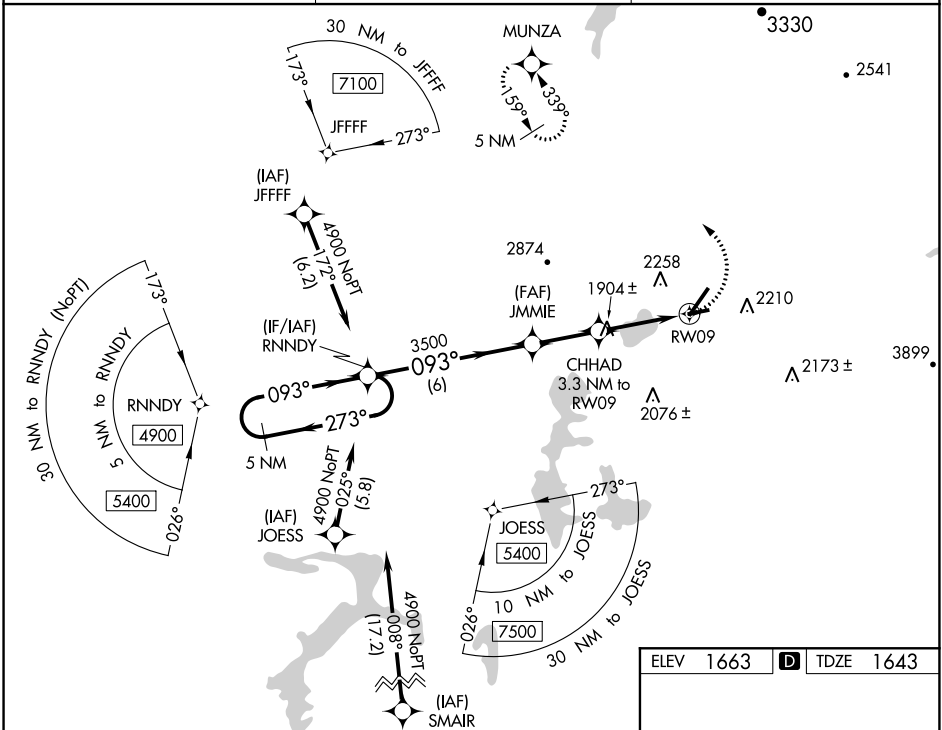 3330
2541
MUNZA
159°
339°
5 NM
30 NM to JFFFF
173°
7100
JFFFF
273°
(IAF)
JFFFF
4900 NoPT
172°
(6.2)
2874
2258
1904 ±
2210
(FAF)
JMMIE
RW09
(IF/IAF)
RNNDY
3500
093°
(6)
CHHAD
3.3 NM to
RW09
2173 ±
3899
2076 ±
30 NM to RNNDY (NoPT)
5 NM to RNNDY
173°
RNNDY
4900
5400
026°
093°
273°
5 NM
4900 NoPT
025°
(5.8)
(IAF)
JOESS
273°
JOESS
5400
10 NM to JOESS
7500
30 NM to JOESS
026°
4900 NoPT
008°
(17.2)
(IAF)
SMAIR
ELEV 1663 D TDZE 1643